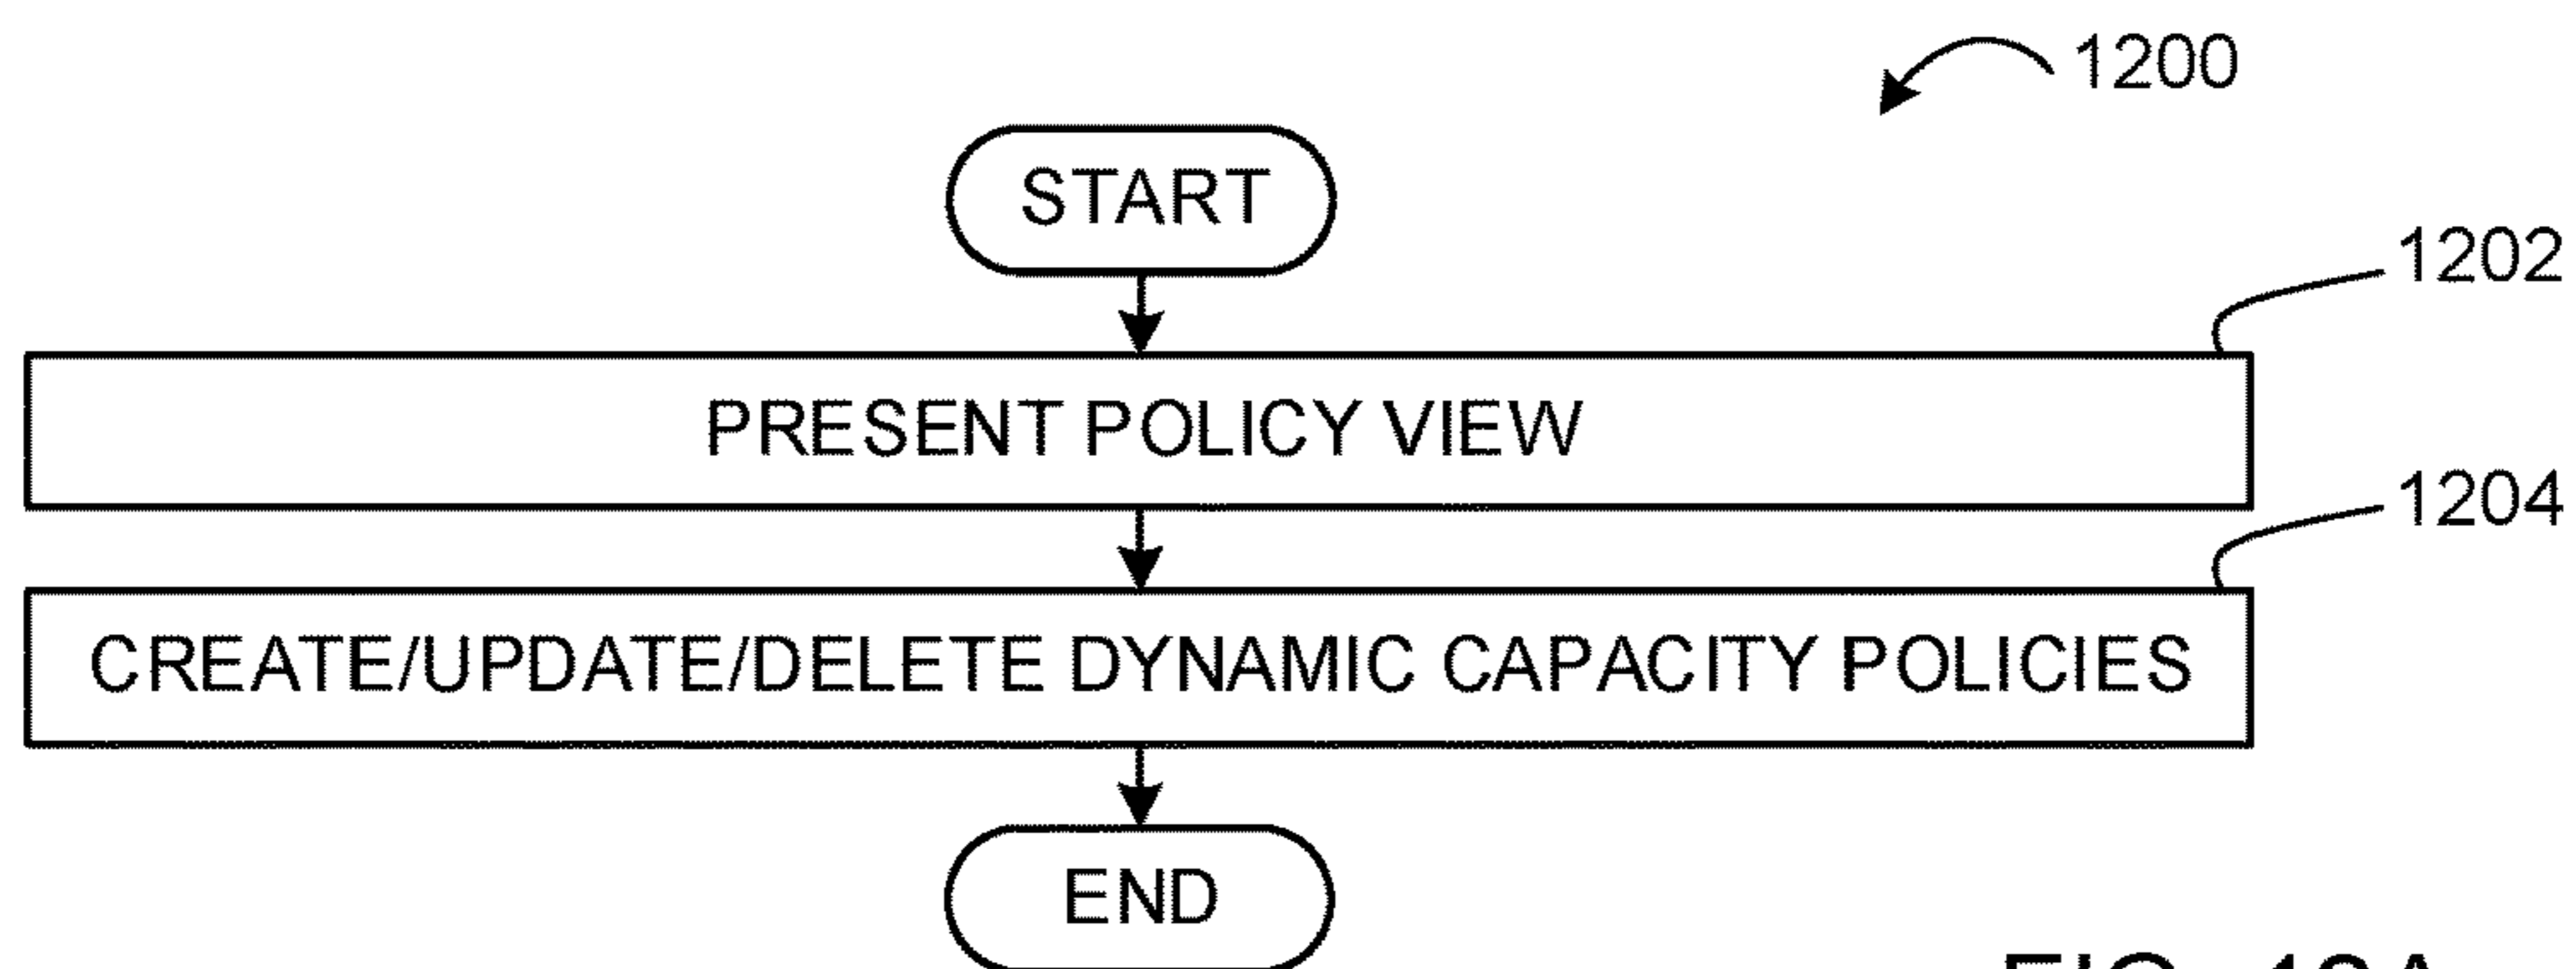 1200
START
1202
PRESENT POLICY VIEW
1204
CREATE/UPDATE/DELETE DYNAMIC CAPACITY POLICIES
END